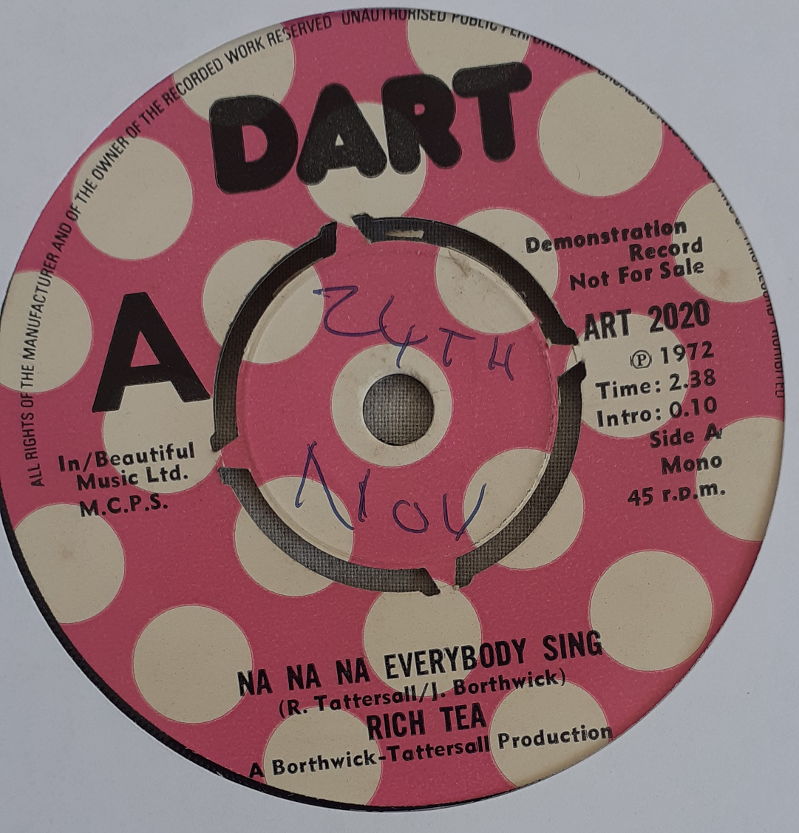 ALL RIGHTS OF THE MANUFACTURER AND OF THE OWNER OF THE RECORDED WORK RESERVED UNAUTHORISED PUBLIC
DART
Demonstration
Record
Not For Sale
A
ART 2020
℗ 1972
Time: 2.38
Intro: 0.10
Side A
Mono
45 r.p.m.
In/Beautiful
Music Ltd.
M.C.P.S.
24TH
NOV
NA NA NA EVERYBODY SING
(R. Tattersall/J. Borthwick)
RICH TEA
A Borthwick-Tattersall Production